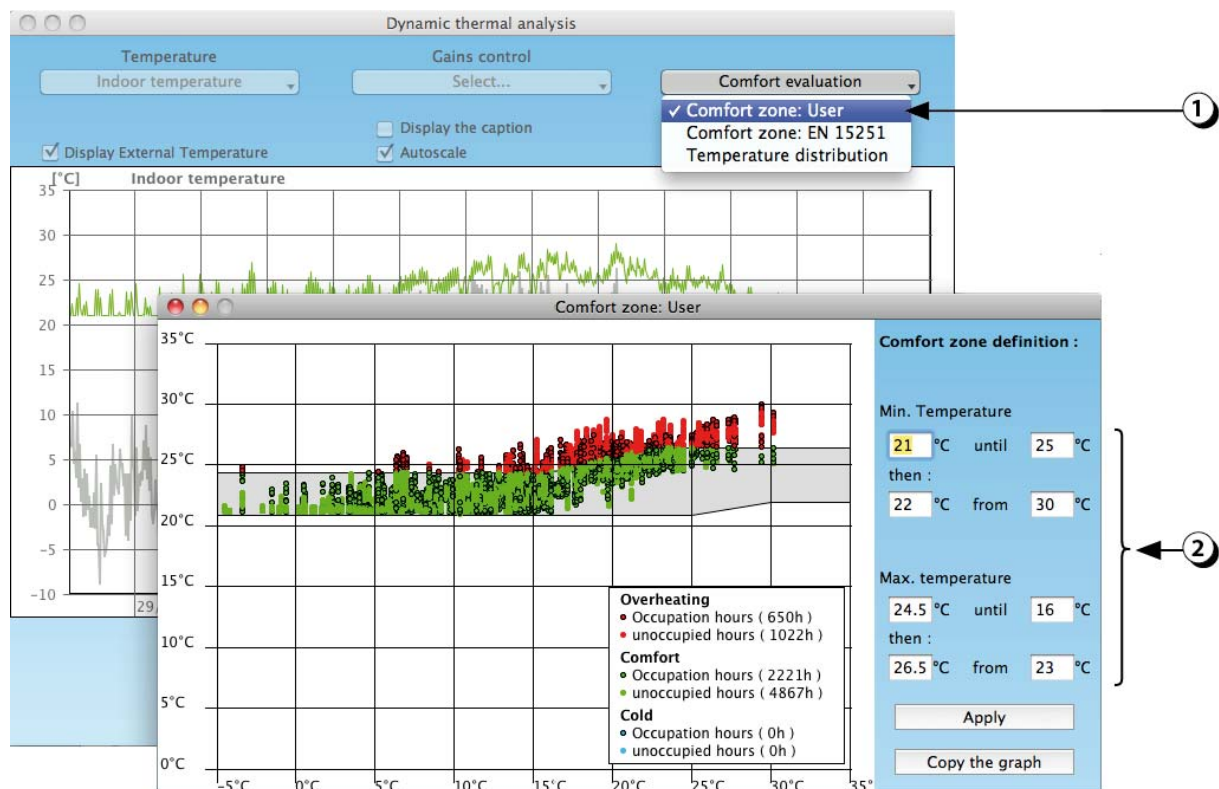 Dynamic thermal analysis
Temperature
Gains control
Indoor temperature
Select...
Comfort evaluation
✓ Comfort zone: User
1
Comfort zone: EN 15251
Temperature distribution
Display the caption
Display External Temperature
Autoscale
[°C] Indoor temperature
35
30
25
20
15
10
5
0
-5
-10
29/
Comfort zone: User
35°C
30°C
25°C
20°C
15°C
10°C
5°C
0°C
-5°C 0°C 5°C 10°C 15°C 20°C 25°C 30°C 35°
Overheating
Occupation hours ( 650h )
unoccupied hours ( 1022h )
Comfort
Occupation hours ( 2221h )
unoccupied hours ( 4867h )
Cold
Occupation hours ( 0h )
unoccupied hours ( 0h )
Comfort zone definition :
Min. Temperature
21 °C until 25 °C
then :
22 °C from 30 °C
2
Max. temperature
24.5 °C until 16 °C
then :
26.5 °C from 23 °C
Apply
Copy the graph